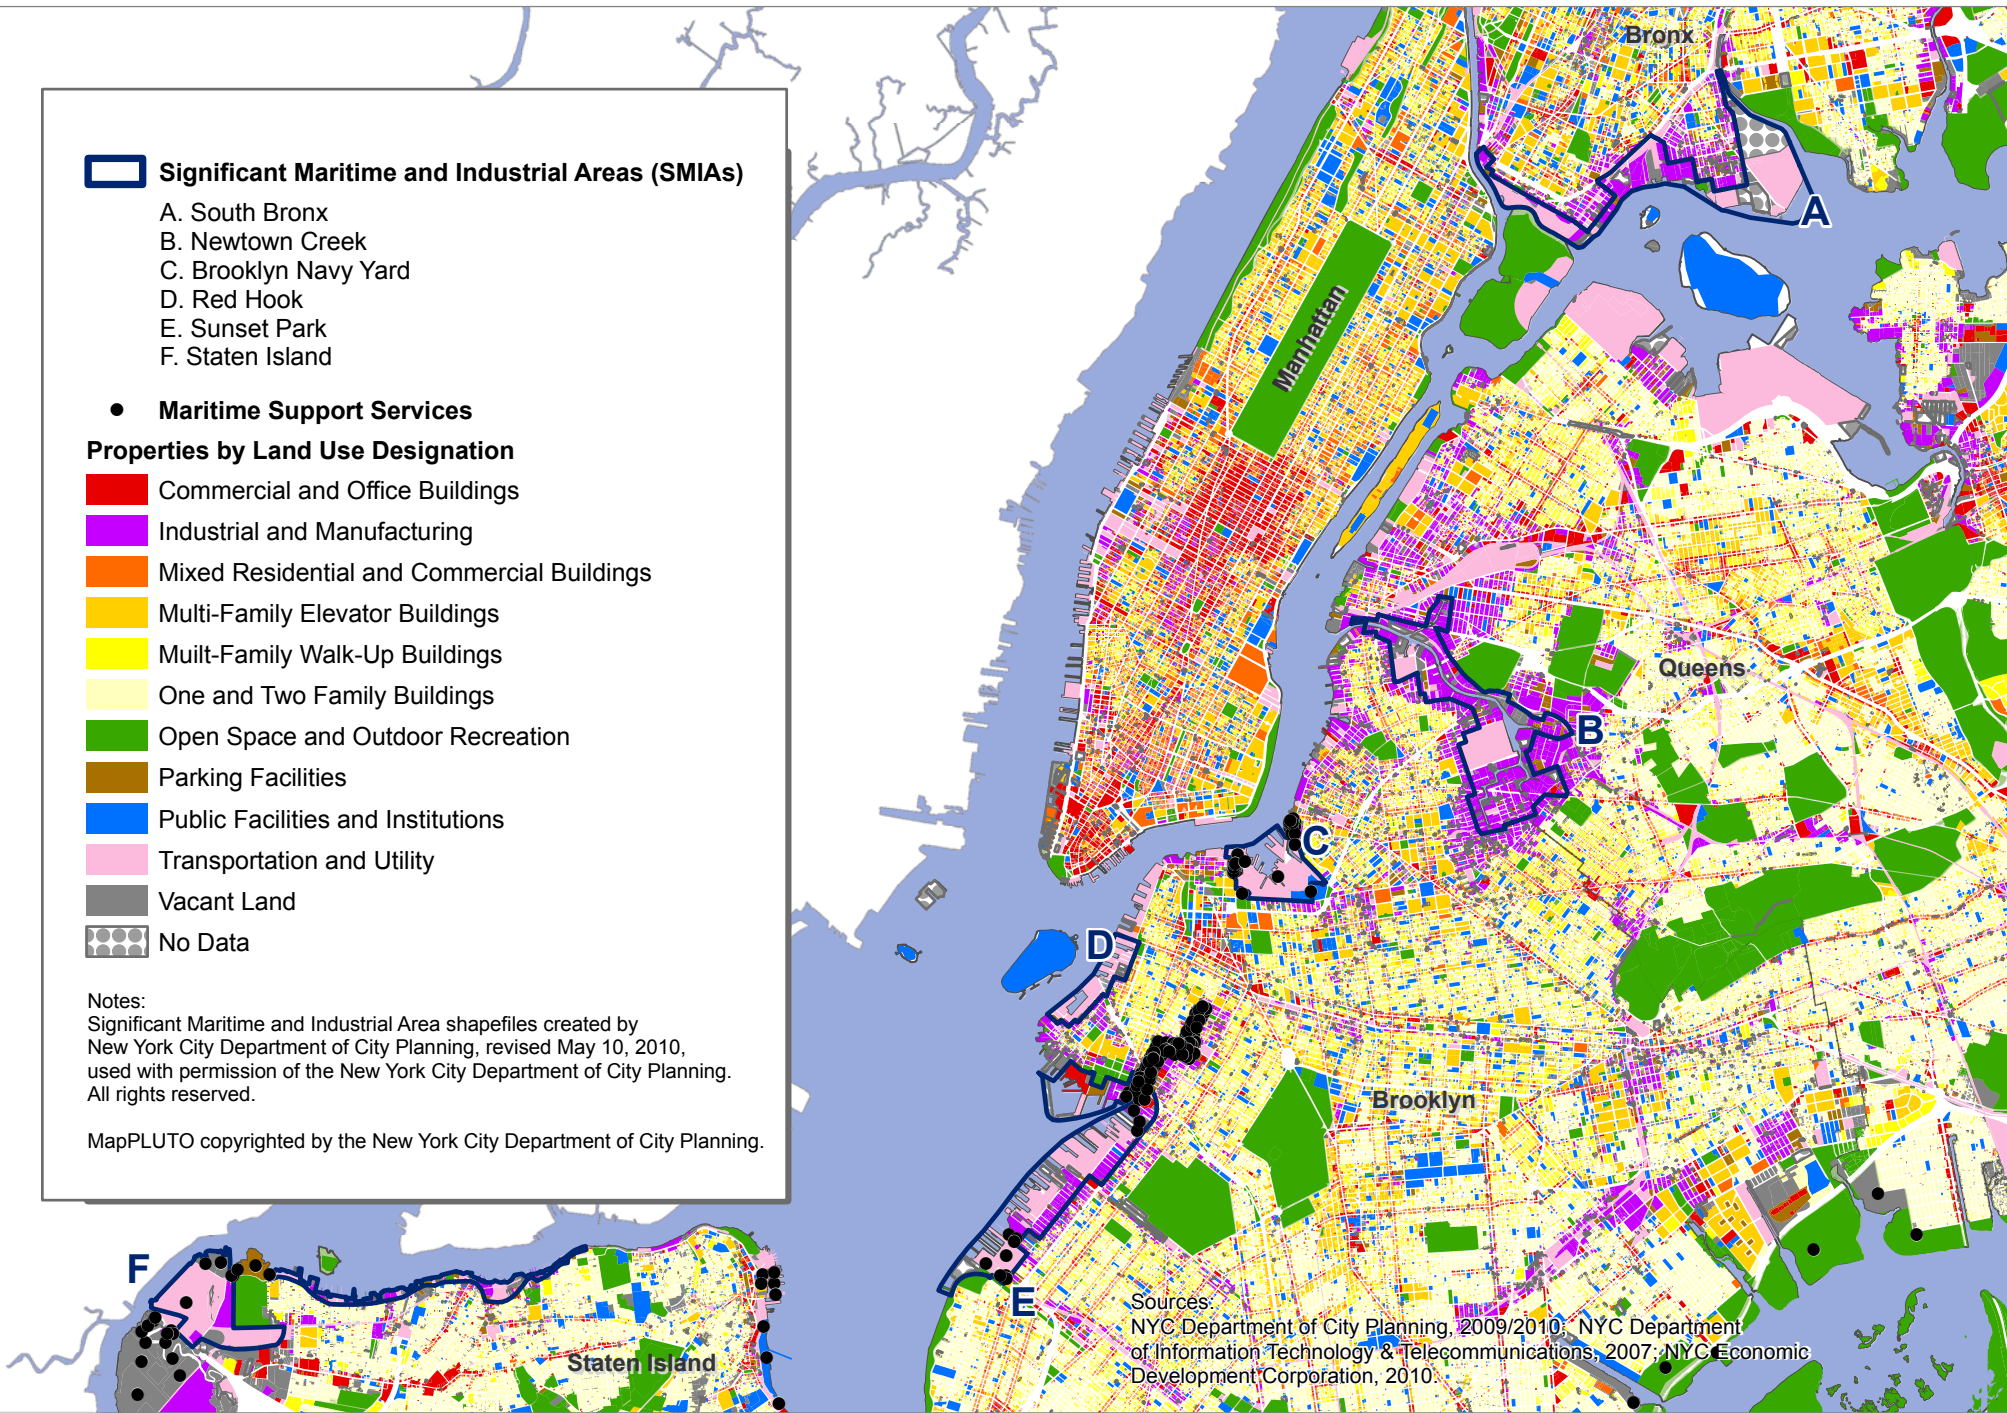 Significant Maritime and Industrial Areas (SMIAs)
A. South Bronx
B. Newtown Creek
C. Brooklyn Navy Yard
D. Red Hook
E. Sunset Park
F. Staten Island
Maritime Support Services
Properties by Land Use Designation
Commercial and Office Buildings
Industrial and Manufacturing
Mixed Residential and Commercial Buildings
Multi-Family Elevator Buildings
Muilt-Family Walk-Up Buildings
One and Two Family Buildings
Open Space and Outdoor Recreation
Parking Facilities
Public Facilities and Institutions
Transportation and Utility
Vacant Land
No Data
Notes:
Significant Maritime and Industrial Area shapefiles created by
New York City Department of City Planning, revised May 10, 2010,
used with permission of the New York City Department of City Planning.
All rights reserved.
MapPLUTO copyrighted by the New York City Department of City Planning.
Bronx
A
Manhattan
Queens
B
C
D
Brooklyn
E
F
Staten Island
Sources:
NYC Department of City Planning, 2009/2010; NYC Department
of Information Technology & Telecommunications, 2007; NYC Economic
Development Corporation, 2010.